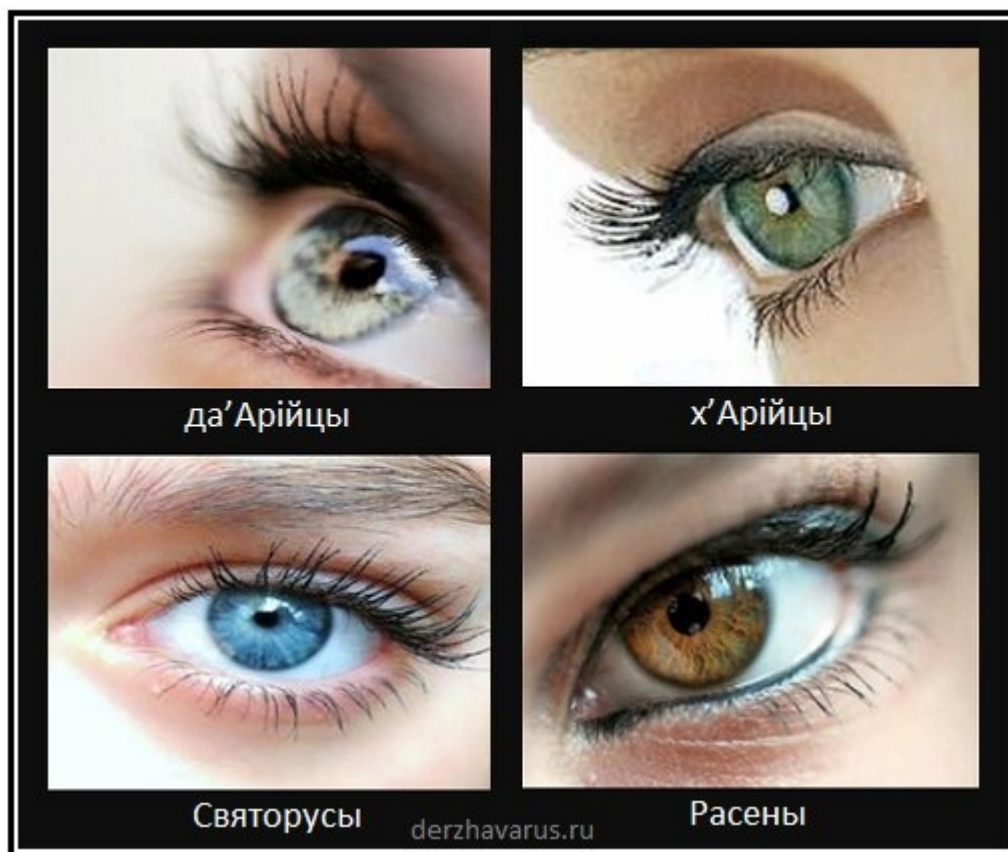 да’Арійцы
х’Арійцы
Святорусы
Расены
derzhavarus.ru